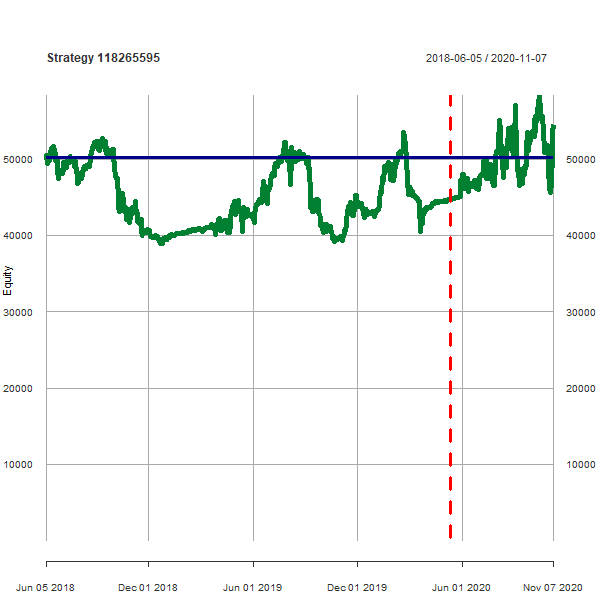 Strategy 118265595
2018-06-05 / 2020-11-07
50000
50000
40000
40000
Equity
30000
30000
20000
20000
10000
10000
Jun 05 2018
Dec 01 2018
Jun 01 2019
Dec 01 2019
Jun 01 2020
Nov 07 2020